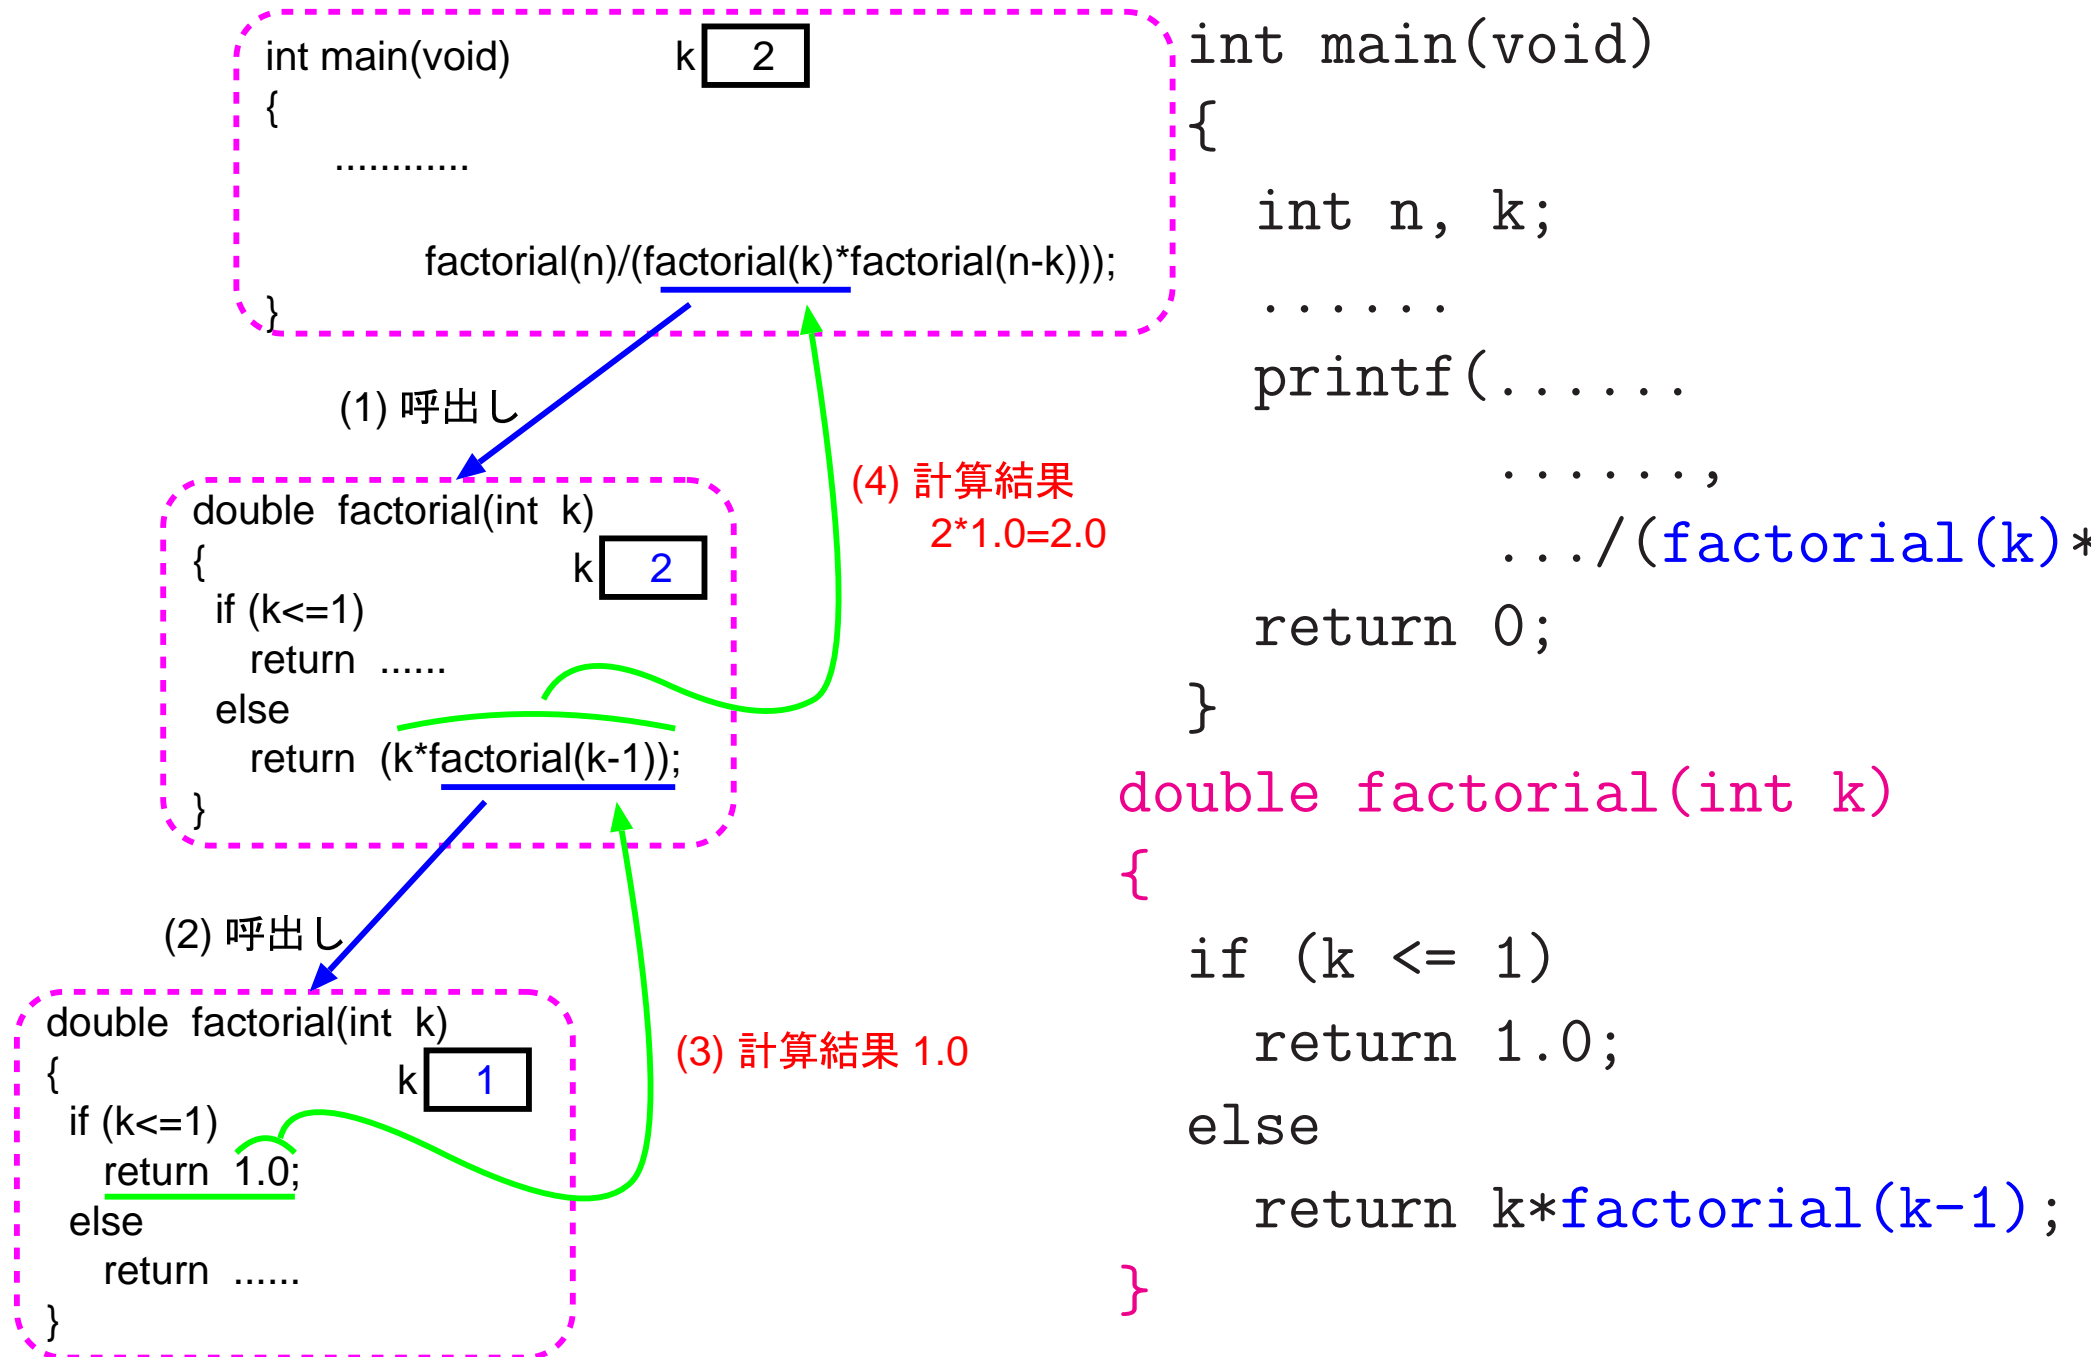 int main(void)
k 2
{
............
factorial(n)/(factorial(k)*factorial(n-k)));
}
(1) 呼出し
(4) 計算結果
2*1.0=2.0
double factorial(int k)
{
k 2
if (k<=1)
return ......
else
return (k*factorial(k-1));
}
(2) 呼出し
(3) 計算結果 1.0
double factorial(int k)
{
k 1
if (k<=1)
return 1.0;
else
return ......
}
int main(void)
{
int n, k;
......
printf(......
......,
.../(factorial(k)*
return 0;
}
double factorial(int k)
{
if (k <= 1)
return 1.0;
else
return k*factorial(k-1);
}